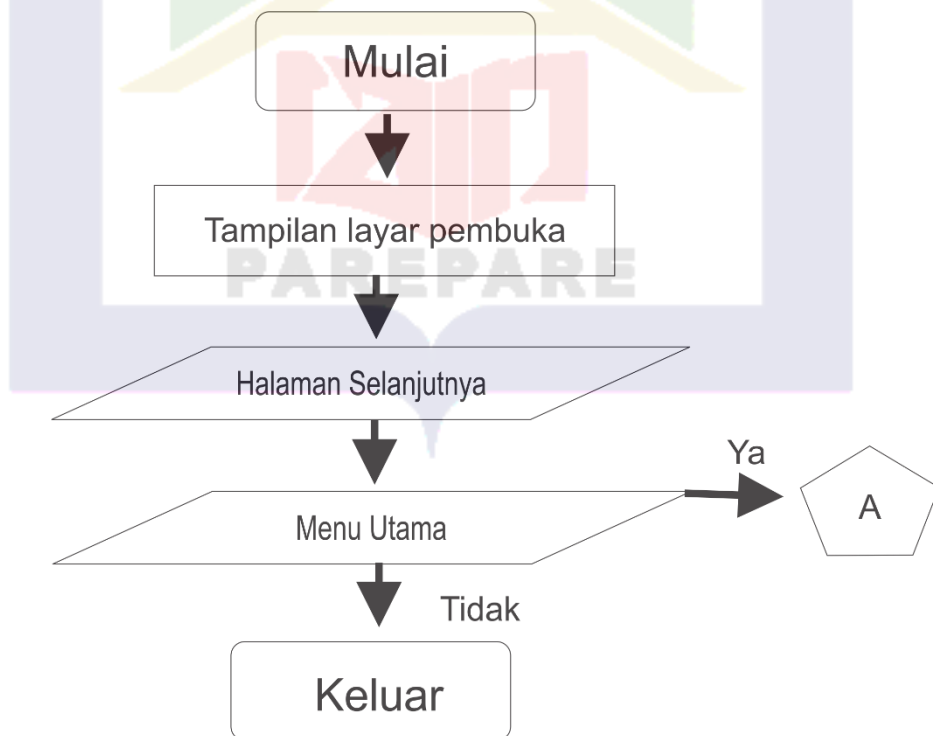 Mulai
Tampilan layar pembuka
PAREPARE
Halaman Selanjutnya
Ya
A
Menu Utama
Tidak
Keluar